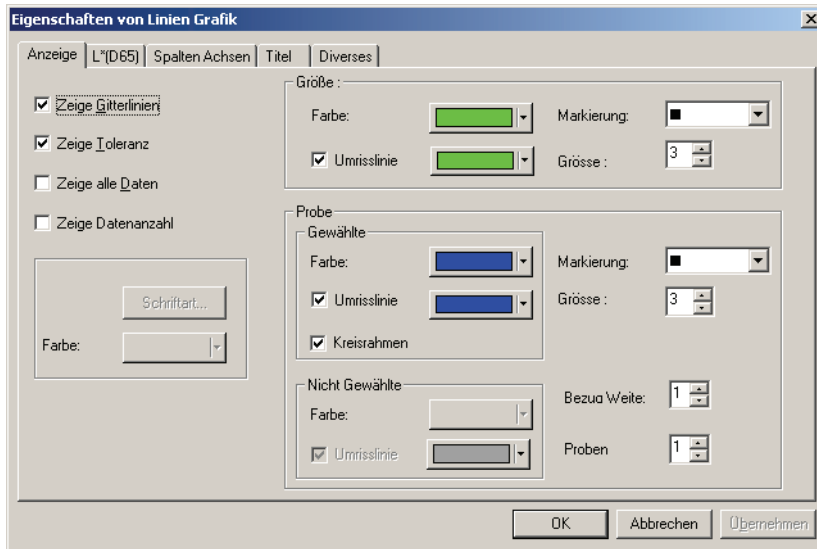 Eigenschaften von Linien Grafik
Anzeige L*(D65) Spalten Achsen Titel Diverses
Zeige Gitterlinien
Zeige Toleranz
Zeige alle Daten
Zeige Datenanzahl
Schriftart...
Farbe:
Größe :
Farbe: Markierung:
Umrisslinie Grösse : 3
Probe
Gewählte
Farbe: Markierung:
Umrisslinie Grösse : 3
Kreisrahmen
Nicht Gewählte
Farbe: Bezug Weite: 1
Umrisslinie Proben 1
OK Abbrechen Übernehmen